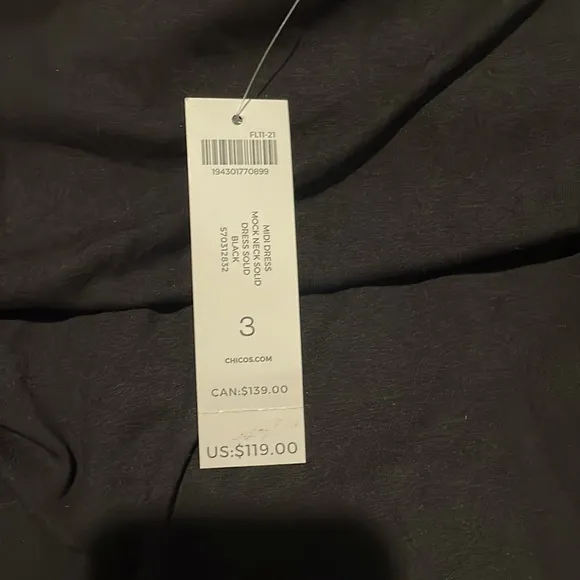 FL11-21
194301770899
MIDI DRESS
MOCK NECK SOLID
DRESS SOLID
BLACK
570312832
3
CHICOS.COM
CAN:$139.00
US:$119.00